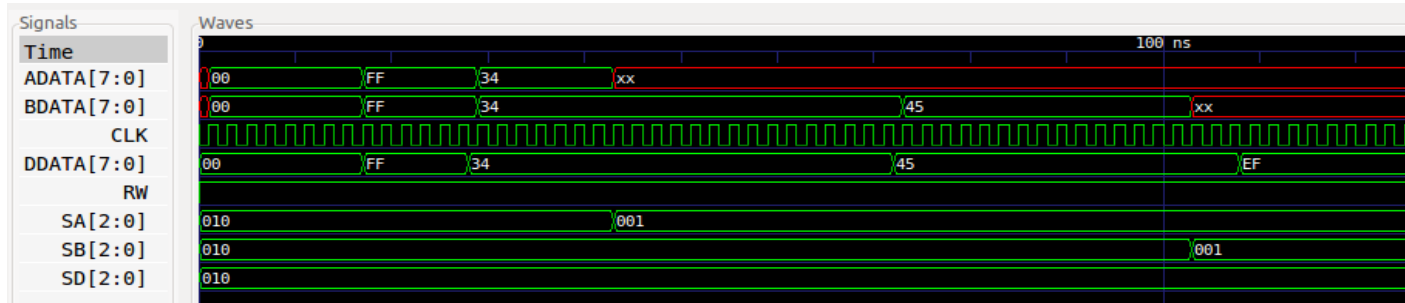 Signals Waves
Time 0 100 ns
ADATA[7:0] 00 FF 34 xx
BDATA[7:0] 00 FF 34 45 xx
CLK
DDATA[7:0] 00 FF 34 45 EF
RW
SA[2:0] 010 001
SB[2:0] 010 001
SD[2:0] 010